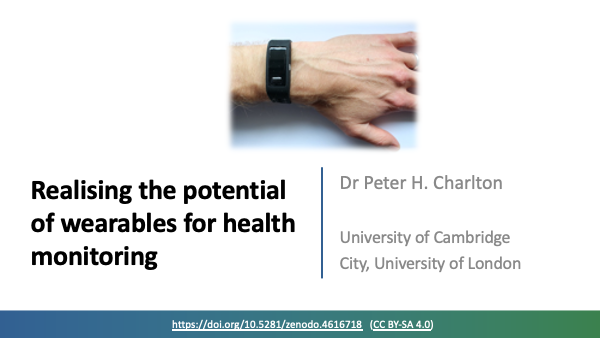 Realising the potential
of wearables for health
monitoring
Dr Peter H. Charlton
University of Cambridge
City, University of London
https://doi.org/10.5281/zenodo.4616718 (CC BY-SA 4.0)